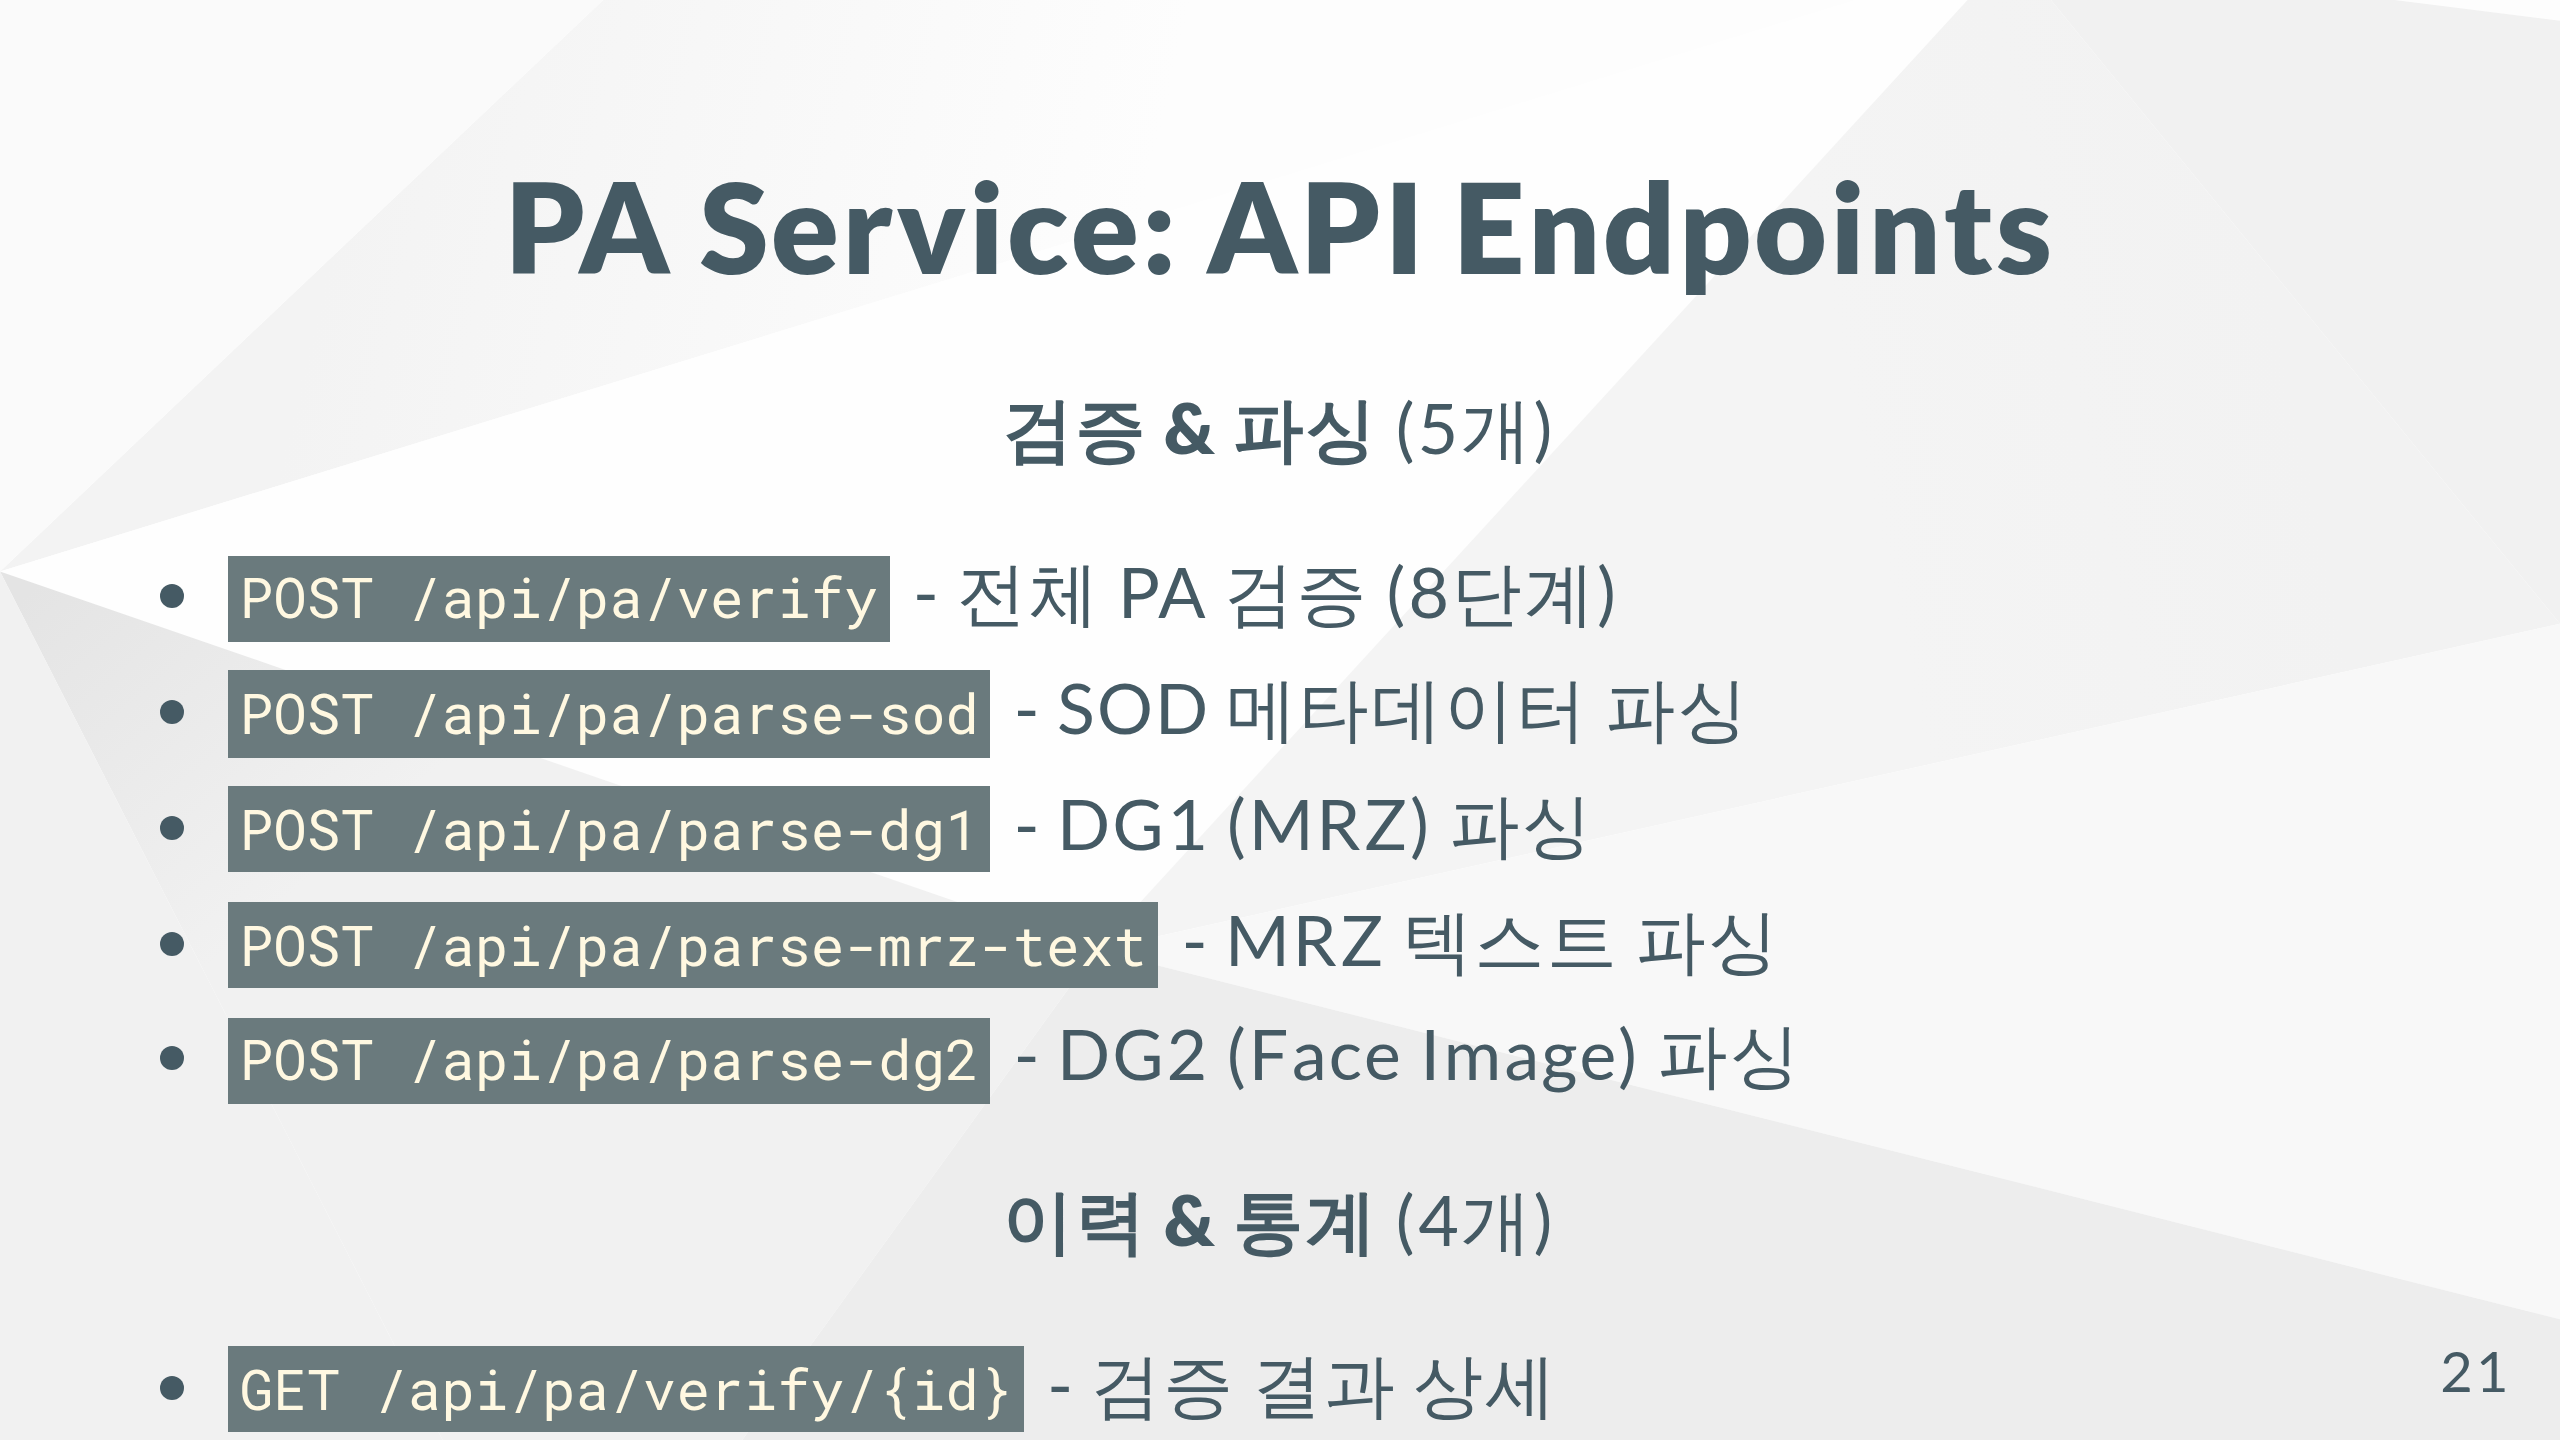 PA Service: API Endpoints
검증 & 파싱 (5개)
• POST /api/pa/verify - 전체 PA 검증 (8단계)
• POST /api/pa/parse-sod - SOD 메타데이터 파싱
• POST /api/pa/parse-dg1 - DG1 (MRZ) 파싱
• POST /api/pa/parse-mrz-text - MRZ 텍스트 파싱
• POST /api/pa/parse-dg2 - DG2 (Face Image) 파싱
이력 & 통계 (4개)
• GET /api/pa/verify/{id} - 검증 결과 상세
21